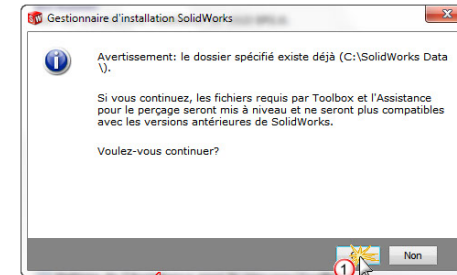 Gestionnaire d'installation SolidWorks
Avertissement: le dossier spécifié existe déjà (C:\SolidWorks Data
\).
Si vous continuez, les fichiers requis par Toolbox et l'Assistance
pour le perçage seront mis à niveau et ne seront plus compatibles
avec les versions antérieures de SolidWorks.
Voulez-vous continuer?
Non
1